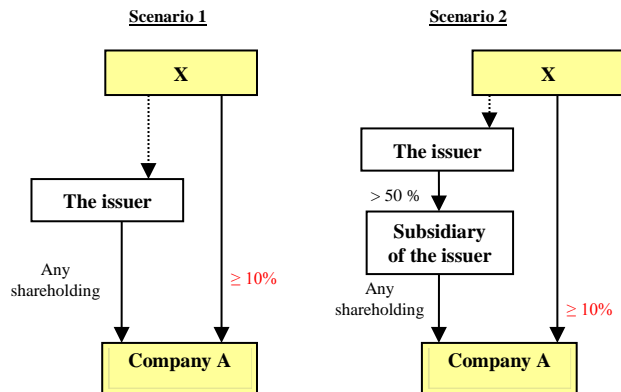 Scenario 1
X
The issuer
Any
shareholding
≥ 10%
Company A
Scenario 2
X
The issuer
> 50 %
Subsidiary
of the issuer
Any
shareholding
≥ 10%
Company A